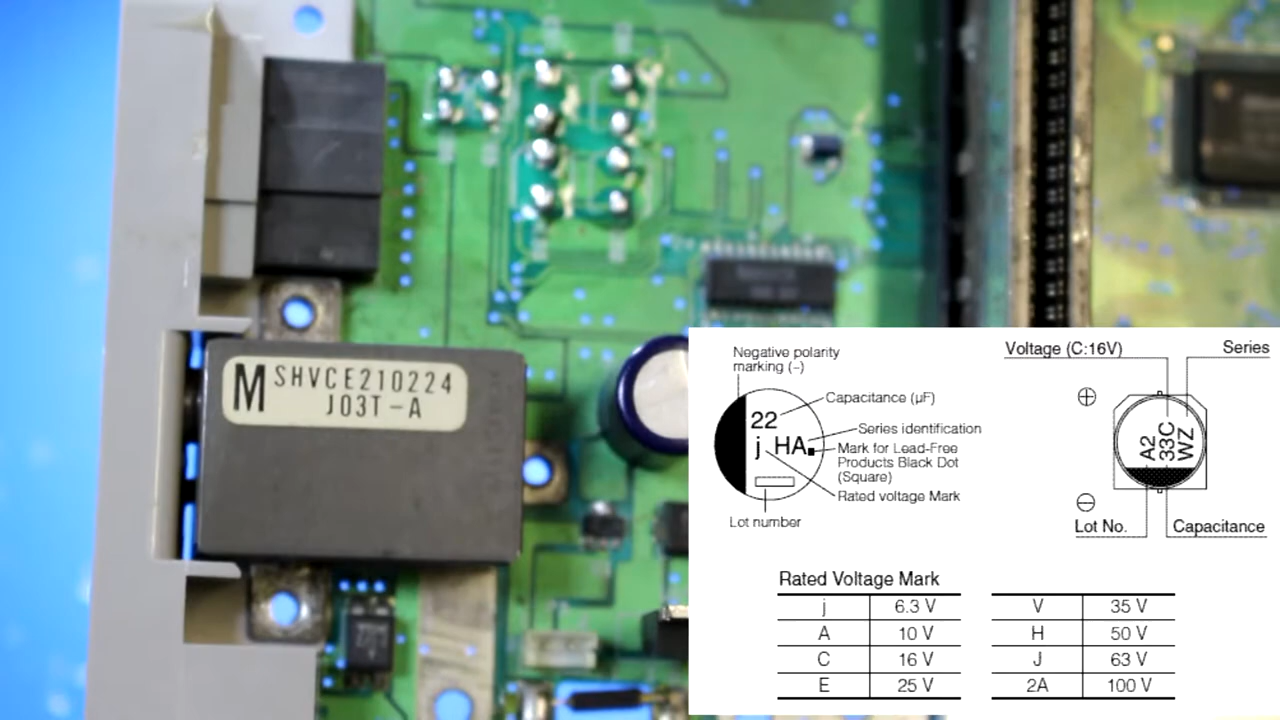 M SHVCE210224
J03T-A
Negative polarity
marking (−)
22
j HA
Capacitance (μF)
Series identification
Mark for Lead-Free
Products Black Dot
(Square)
Rated voltage Mark
Lot number
Voltage (C:16V)
Series
A2
33C
WZ
Lot No.
Capacitance
Rated Voltage Mark
j 6.3 V V 35 V
A 10 V H 50 V
C 16 V J 63 V
E 25 V 2A 100 V